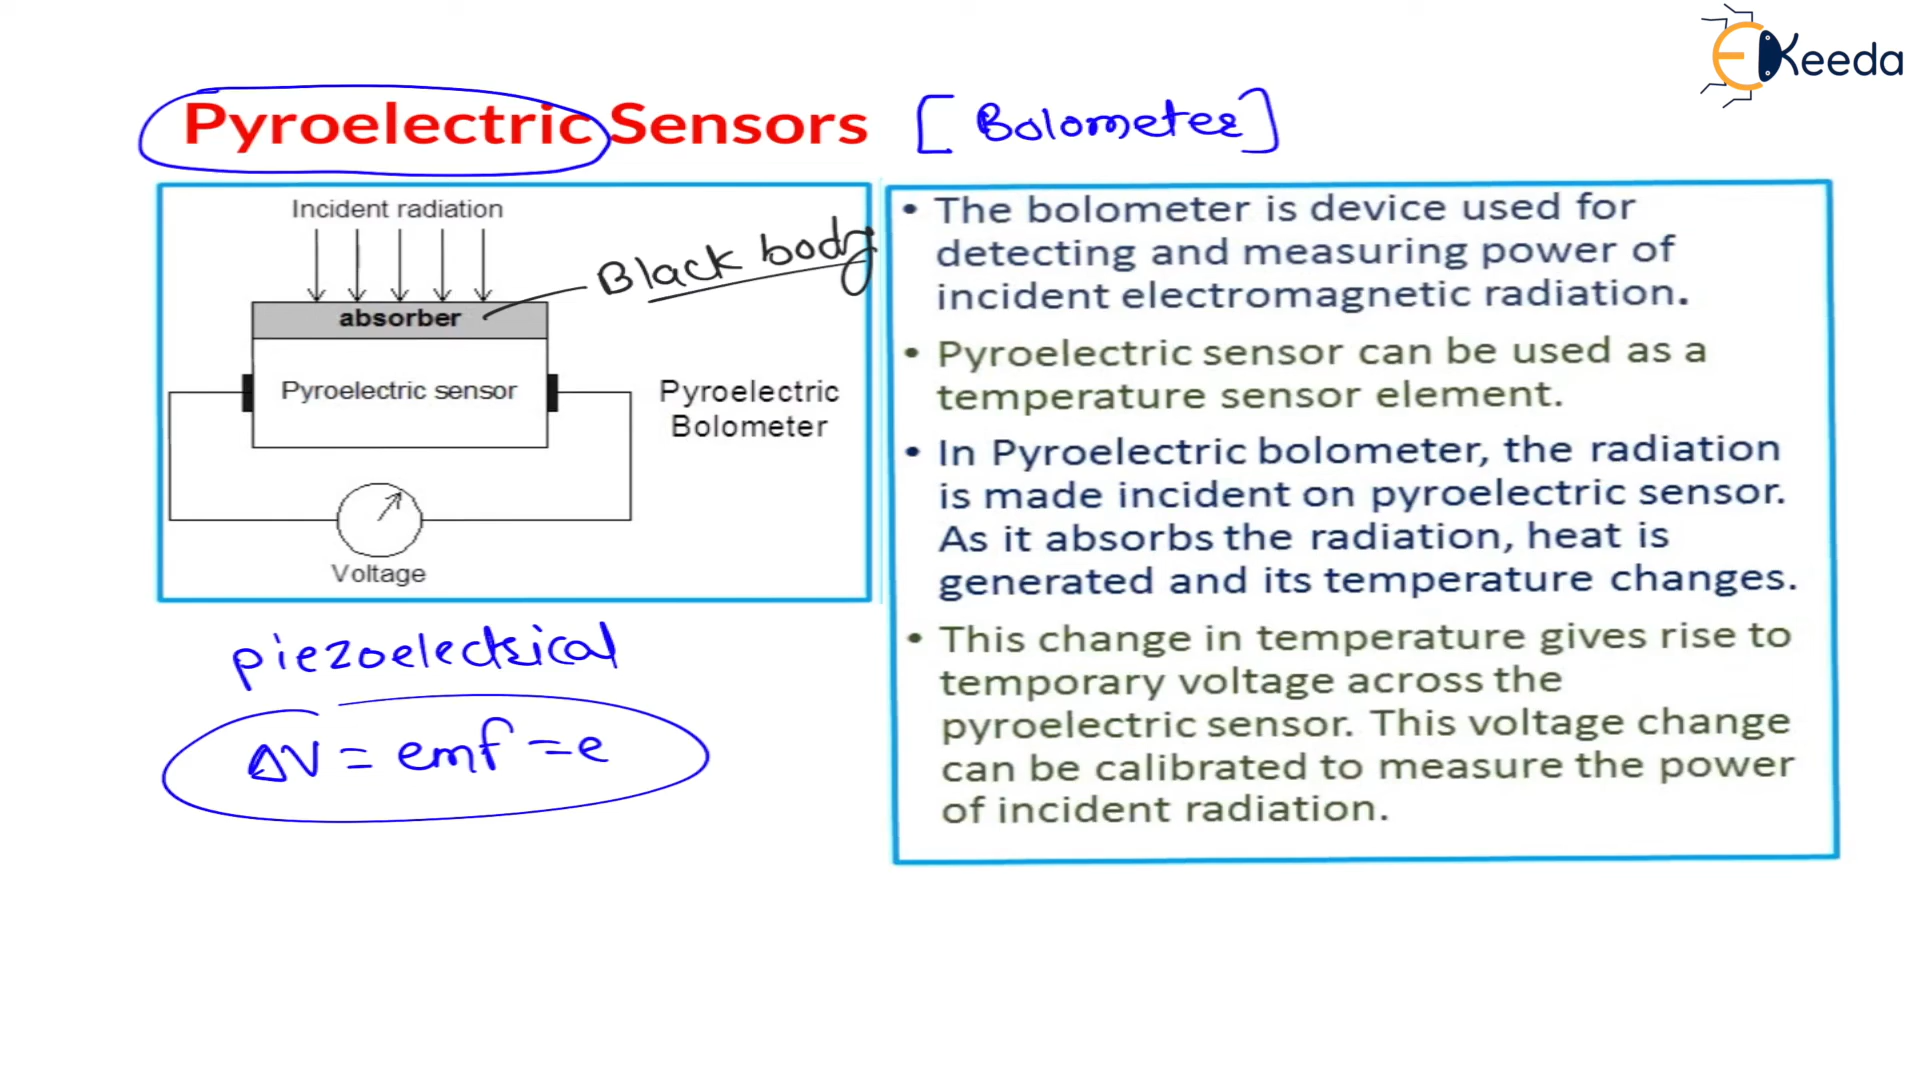 EKeeda
Pyroelectric Sensors [Bolometer]
Incident radiation
Black body
absorber
Pyroelectric sensor
Pyroelectric
Bolometer
Voltage
piezoelectrical
ΔV = emf = e
• The bolometer is device used for
detecting and measuring power of
incident electromagnetic radiation.
• Pyroelectric sensor can be used as a
temperature sensor element.
• In Pyroelectric bolometer, the radiation
is made incident on pyroelectric sensor.
As it absorbs the radiation, heat is
generated and its temperature changes.
• This change in temperature gives rise to
temporary voltage across the
pyroelectric sensor. This voltage change
can be calibrated to measure the power
of incident radiation.